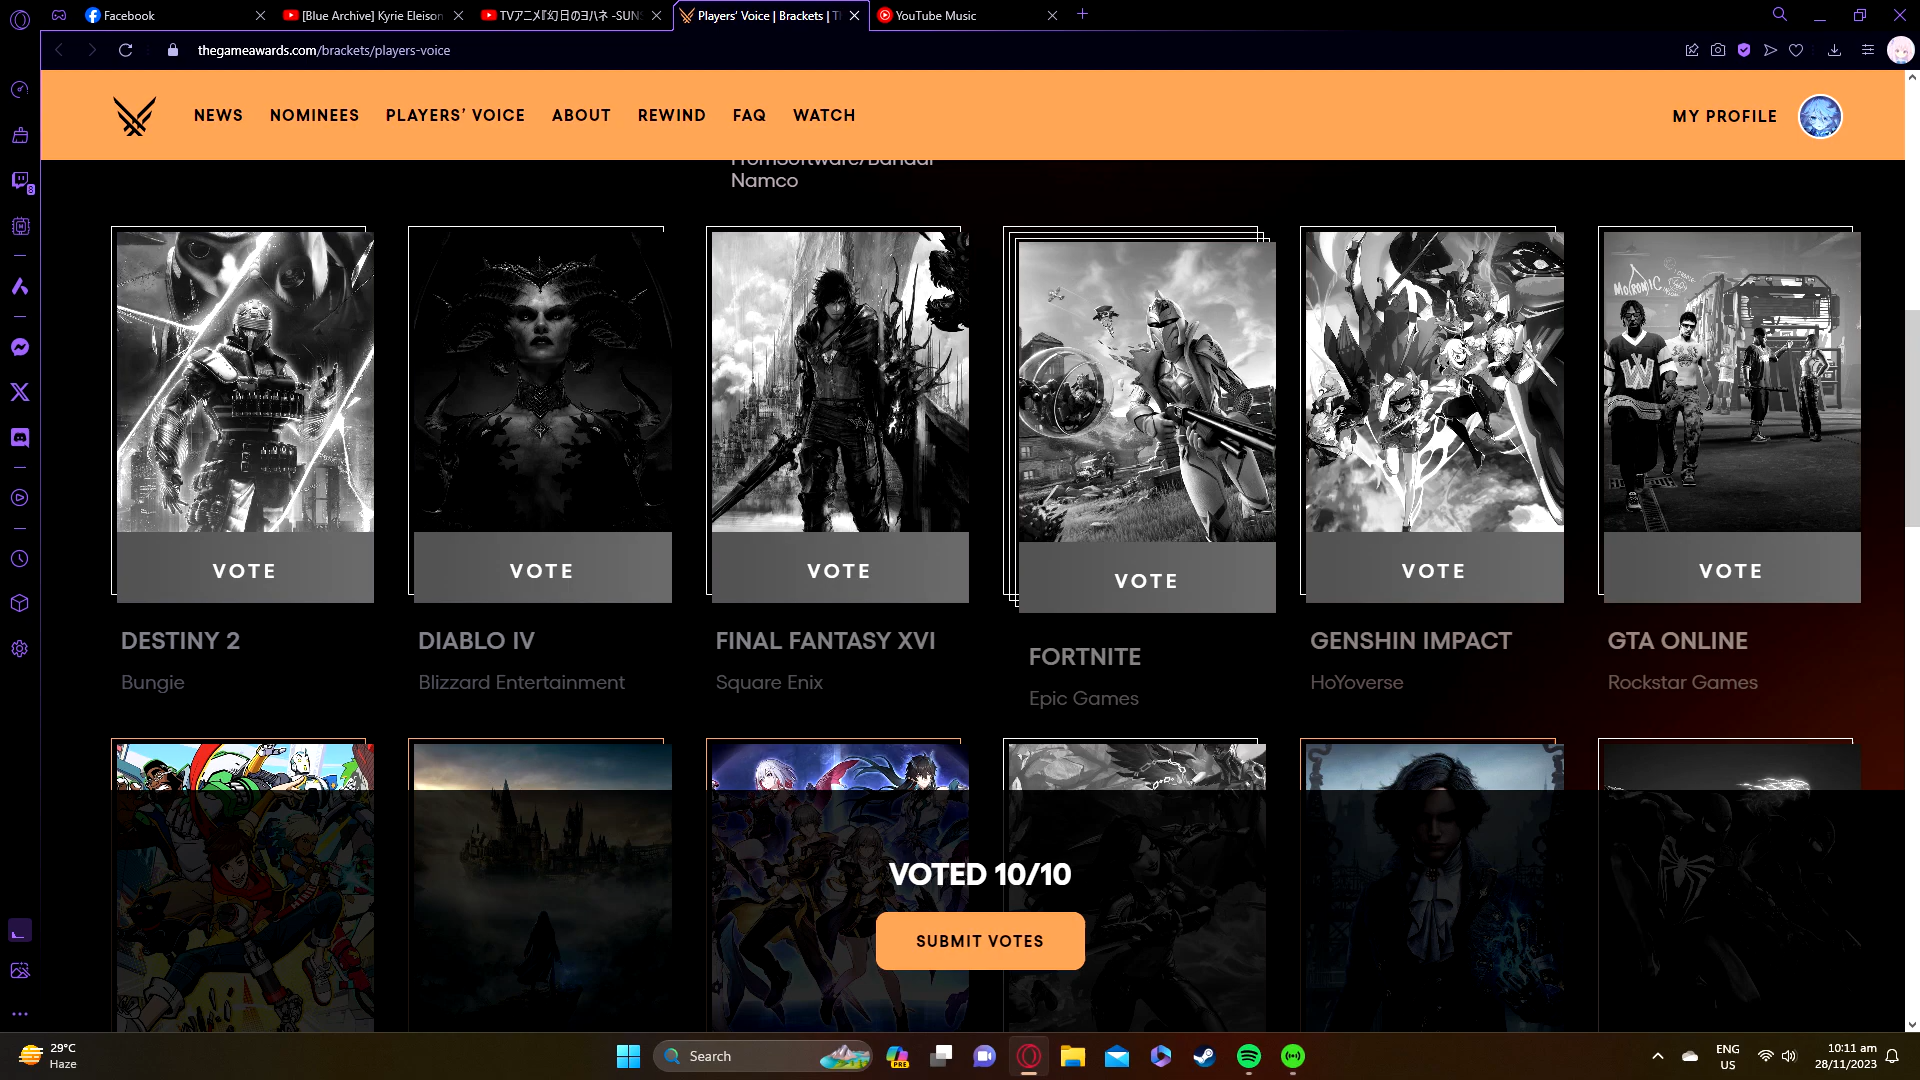 Facebook
[Blue Archive] Kyrie Eleison
TVアニメ『幻日のヨハネ -SUN
Players' Voice | Brackets | T
YouTube Music
thegameawards.com/brackets/players-voice
8
NEWS
NOMINEES
PLAYERS' VOICE
ABOUT
REWIND
FAQ
WATCH
MY PROFILE
FromSoftware/Bandai
Namco
W
VOTE
VOTE
VOTE
VOTE
VOTE
VOTE
DESTINY 2
DIABLO IV
FINAL FANTASY XVI
FORTNITE
GENSHIN IMPACT
GTA ONLINE
Bungie
Blizzard Entertainment
Square Enix
Epic Games
HoYoverse
Rockstar Games
VOTED 10/10
SUBMIT VOTES
29°C
Haze
Search
PRE
ENG
US
10:11 am
28/11/2023